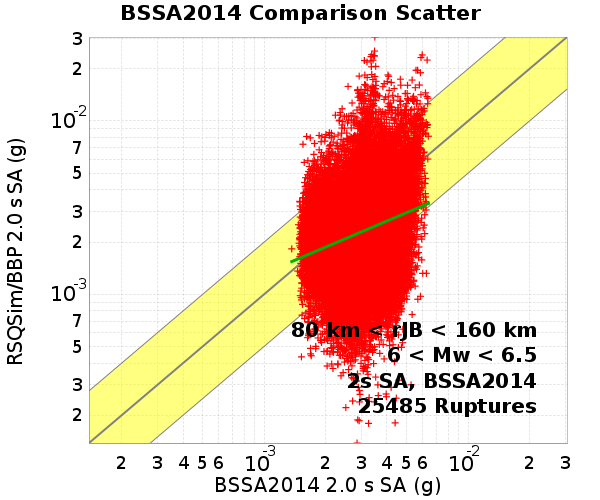 BSSA2014 Comparison Scatter
RSQSim/BBP 2.0 s SA (g)
3
2
10-2
7
5
3
2
10-3
7
5
3
2
80 km < rJB < 160 km
6 < Mw < 6.5
2s SA, BSSA2014
25485 Ruptures
2 3 4 5 6 10-3 2 3 4 5 6 10-2 2 3
BSSA2014 2.0 s SA (g)